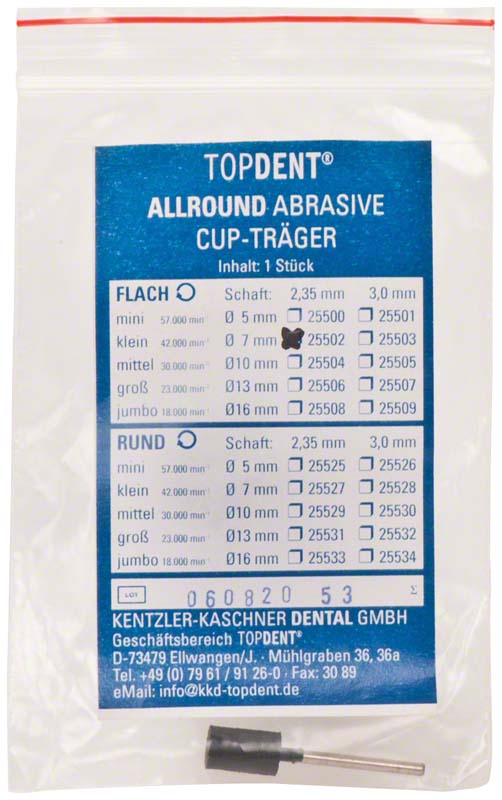 TOPDENT®
ALLROUND ABRASIVE
CUP-TRÄGER
Inhalt: 1 Stück
FLACH Schaft: 2,35 mm 3,0 mm
mini 57.000 min⁻¹ Ø 5 mm 25500 25501
klein 42.000 min⁻¹ Ø 7 mm 25502 25503
mittel 30.000 min⁻¹ Ø10 mm 25504 25505
groß 23.000 min⁻¹ Ø13 mm 25506 25507
jumbo 18.000 min⁻¹ Ø16 mm 25508 25509
RUND Schaft: 2,35 mm 3,0 mm
mini 57.000 min⁻¹ Ø 5 mm 25525 25526
klein 42.000 min⁻¹ Ø 7 mm 25527 25528
mittel 30.000 min⁻¹ Ø10 mm 25529 25530
groß 23.000 min⁻¹ Ø13 mm 25531 25532
jumbo 18.000 min⁻¹ Ø16 mm 25533 25534
LOT 060820 53 Σ
KENTZLER-KASCHNER DENTAL GMBH
Geschäftsbereich TOPDENT®
D-73479 Ellwangen/J. · Mühlgraben 36, 36a
Tel. +49 (0) 79 61 / 91 26-0 · Fax: 30 89
eMail: info@kkd-topdent.de